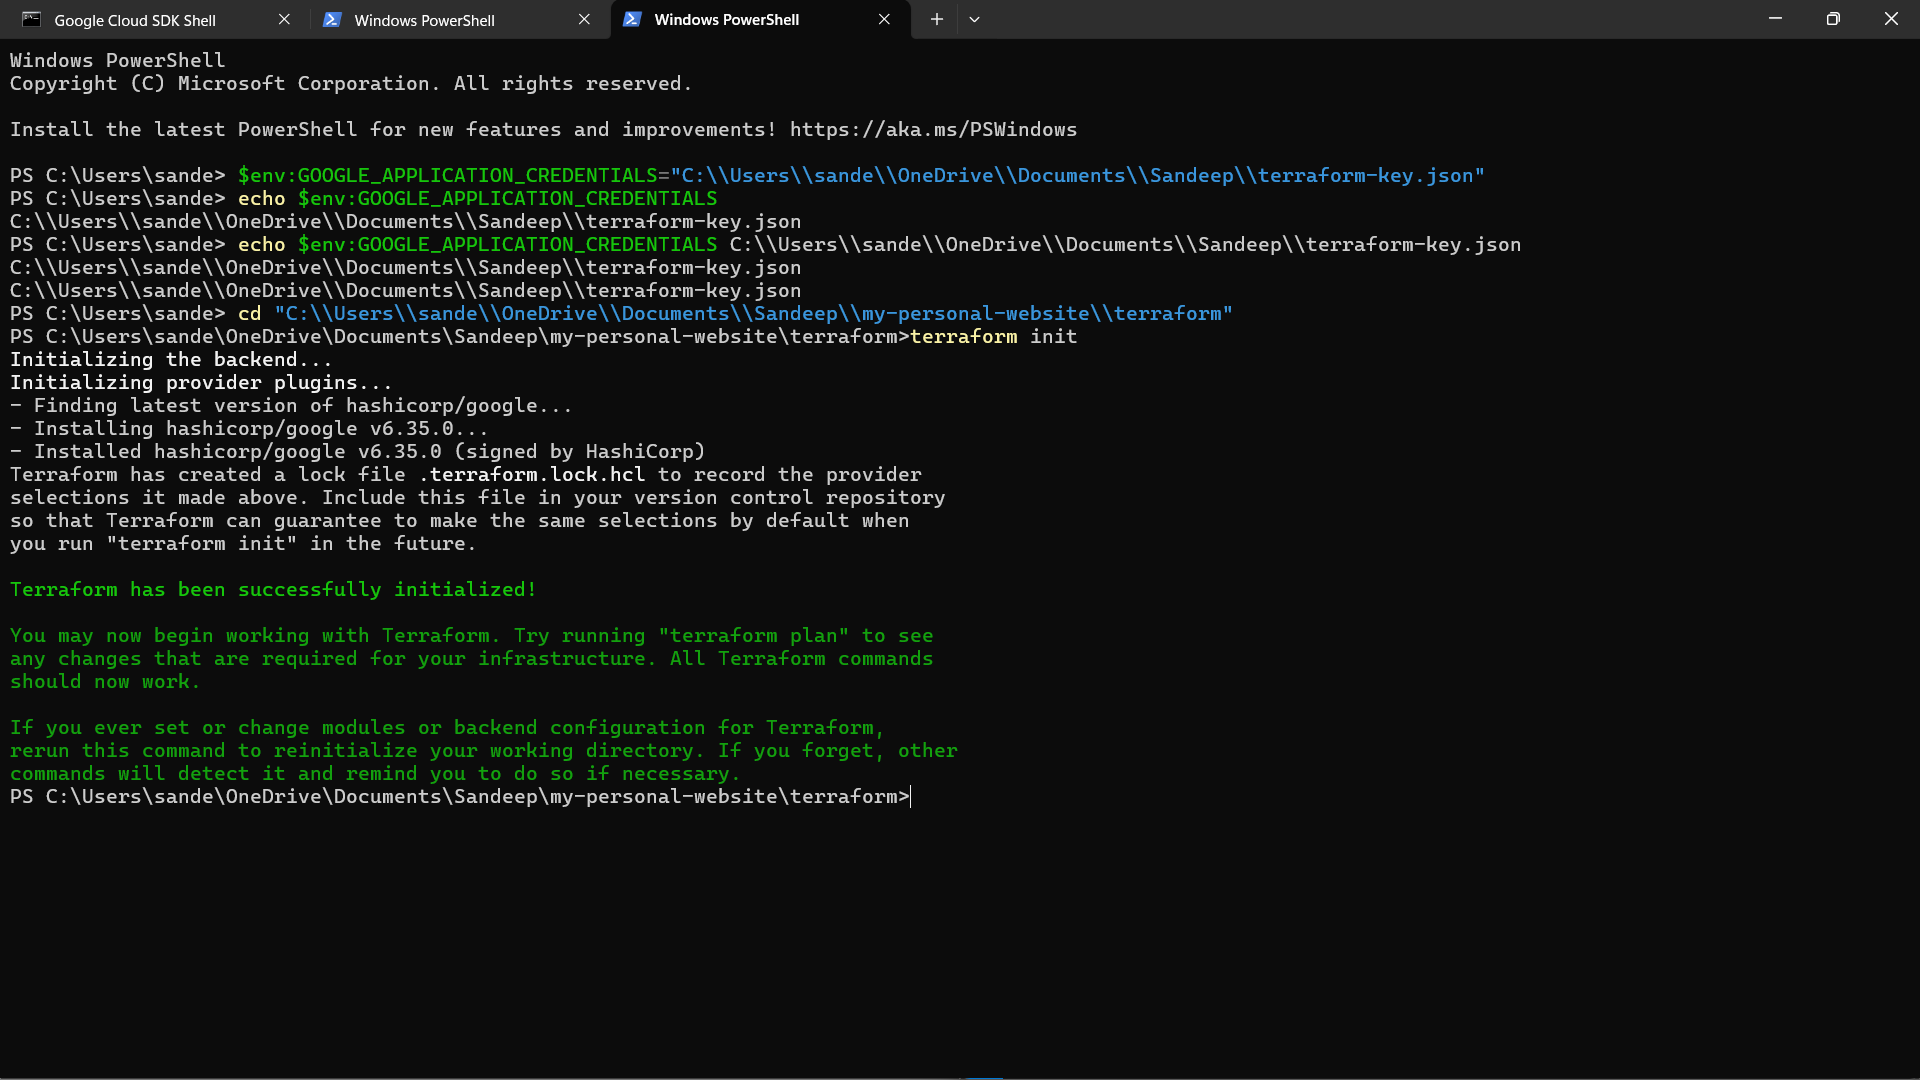 Google Cloud SDK Shell
Windows PowerShell
Windows PowerShell
Windows PowerShell
Copyright (C) Microsoft Corporation. All rights reserved.
Install the latest PowerShell for new features and improvements! https://aka.ms/PSWindows
PS C:\Users\sande> $env:GOOGLE_APPLICATION_CREDENTIALS="C:\\Users\\sande\\OneDrive\\Documents\\Sandeep\\terraform-key.json"
PS C:\Users\sande> echo $env:GOOGLE_APPLICATION_CREDENTIALS
C:\\Users\\sande\\OneDrive\\Documents\\Sandeep\\terraform-key.json
PS C:\Users\sande> echo $env:GOOGLE_APPLICATION_CREDENTIALS C:\\Users\\sande\\OneDrive\\Documents\\Sandeep\\terraform-key.json
C:\\Users\\sande\\OneDrive\\Documents\\Sandeep\\terraform-key.json
C:\\Users\\sande\\OneDrive\\Documents\\Sandeep\\terraform-key.json
PS C:\Users\sande> cd "C:\\Users\\sande\\OneDrive\\Documents\\Sandeep\\my-personal-website\\terraform"
PS C:\Users\sande\OneDrive\Documents\Sandeep\my-personal-website\terraform>terraform init
Initializing the backend...
Initializing provider plugins...
- Finding latest version of hashicorp/google...
- Installing hashicorp/google v6.35.0...
- Installed hashicorp/google v6.35.0 (signed by HashiCorp)
Terraform has created a lock file .terraform.lock.hcl to record the provider
selections it made above. Include this file in your version control repository
so that Terraform can guarantee to make the same selections by default when
you run "terraform init" in the future.
Terraform has been successfully initialized!
You may now begin working with Terraform. Try running "terraform plan" to see
any changes that are required for your infrastructure. All Terraform commands
should now work.
If you ever set or change modules or backend configuration for Terraform,
rerun this command to reinitialize your working directory. If you forget, other
commands will detect it and remind you to do so if necessary.
PS C:\Users\sande\OneDrive\Documents\Sandeep\my-personal-website\terraform>